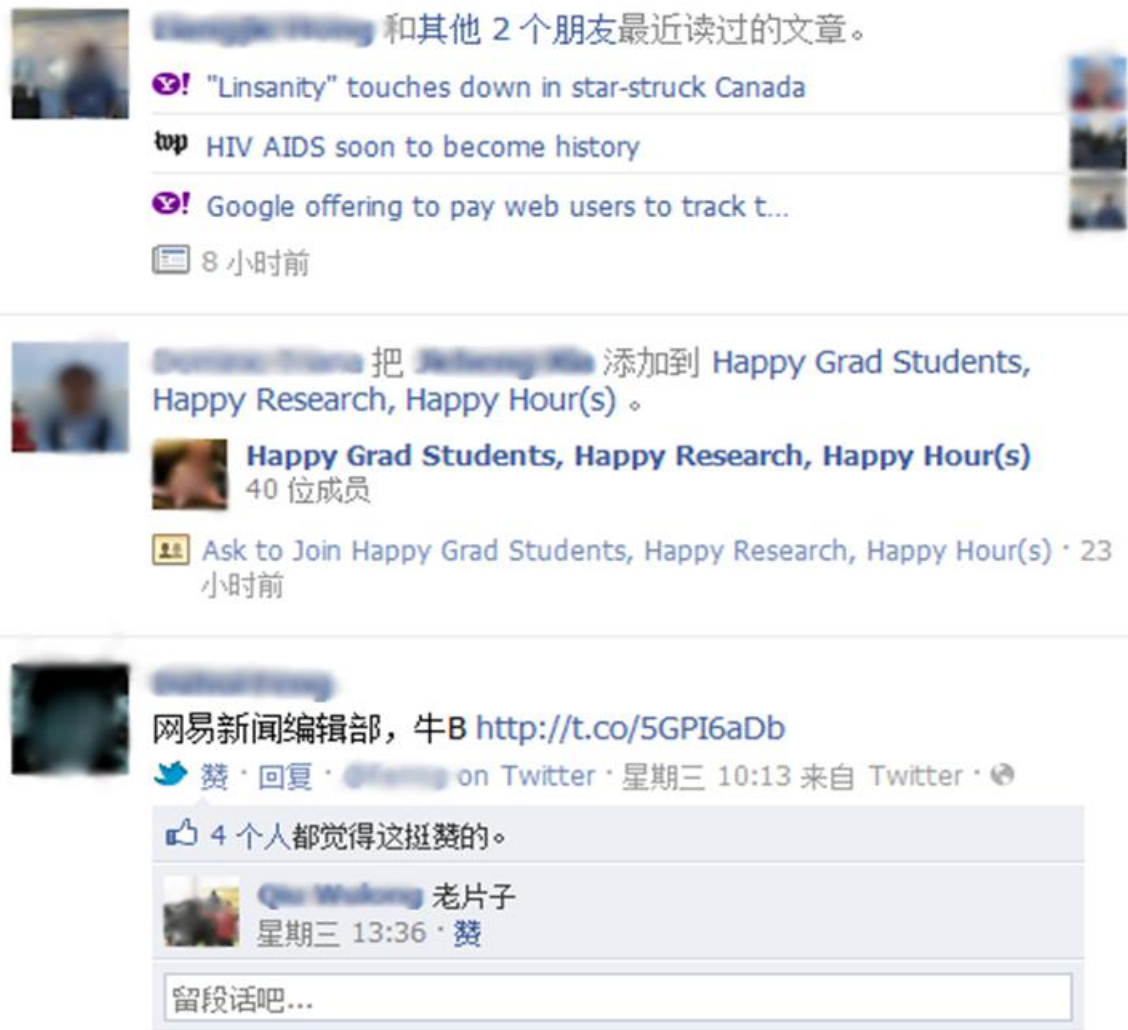 和其他 2 个朋友最近读过的文章。
"Linsanity" touches down in star-struck Canada
wp HIV AIDS soon to become history
Google offering to pay web users to track t...
8 小时前
把 添加到 Happy Grad Students,
Happy Research, Happy Hour(s) 。
Happy Grad Students, Happy Research, Happy Hour(s)
40 位成员
Ask to Join Happy Grad Students, Happy Research, Happy Hour(s) · 23
小时前
网易新闻编辑部，牛B http://t.co/5GPI6aDb
赞 · 回复 · on Twitter · 星期三 10:13 来自 Twitter ·
4 个人都觉得这挺赞的。
老片子
星期三 13:36 · 赞
留段话吧...